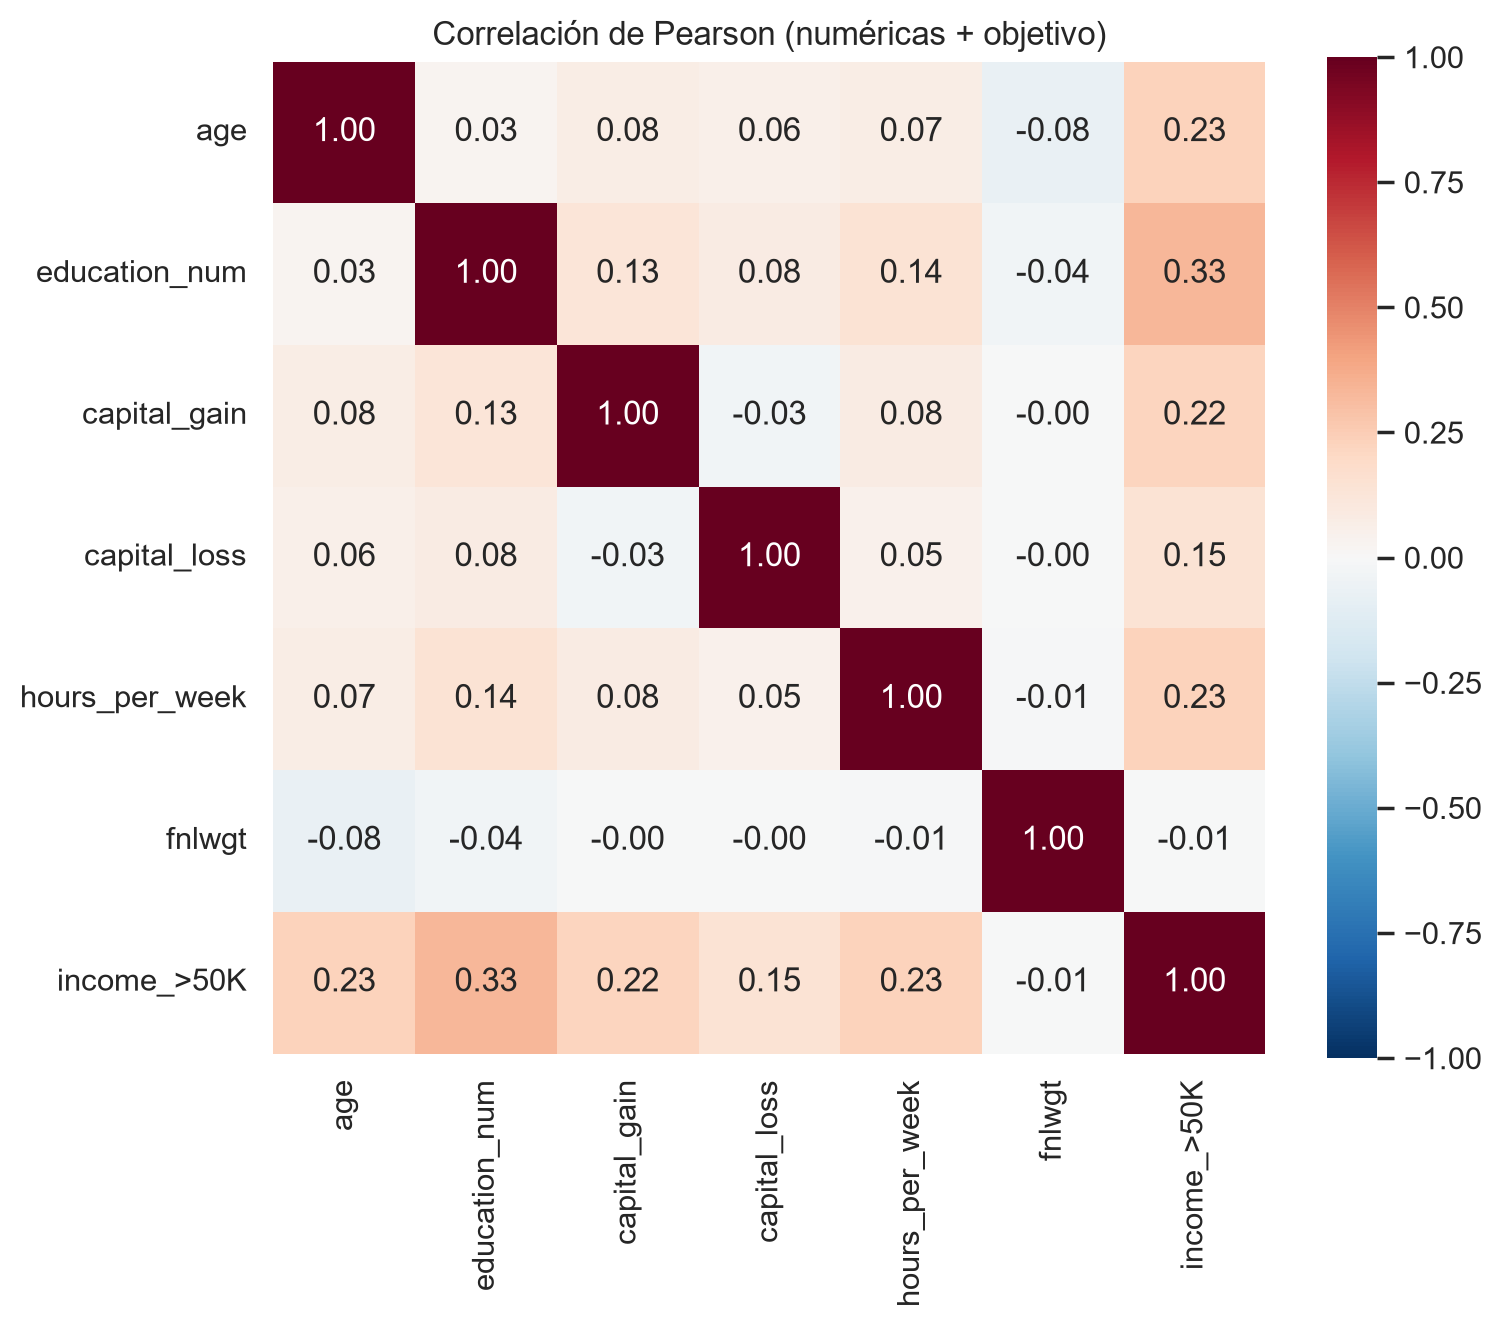 Correlación de Pearson (numéricas + objetivo)
age 1.00 0.03 0.08 0.06 0.07 -0.08 0.23
education_num 0.03 1.00 0.13 0.08 0.14 -0.04 0.33
capital_gain 0.08 0.13 1.00 -0.03 0.08 -0.00 0.22
capital_loss 0.06 0.08 -0.03 1.00 0.05 -0.00 0.15
hours_per_week 0.07 0.14 0.08 0.05 1.00 -0.01 0.23
fnlwgt -0.08 -0.04 -0.00 -0.00 -0.01 1.00 -0.01
income_>50K 0.23 0.33 0.22 0.15 0.23 -0.01 1.00
age
education_num
capital_gain
capital_loss
hours_per_week
fnlwgt
income_>50K
1.00
0.75
0.50
0.25
0.00
−0.25
−0.50
−0.75
−1.00